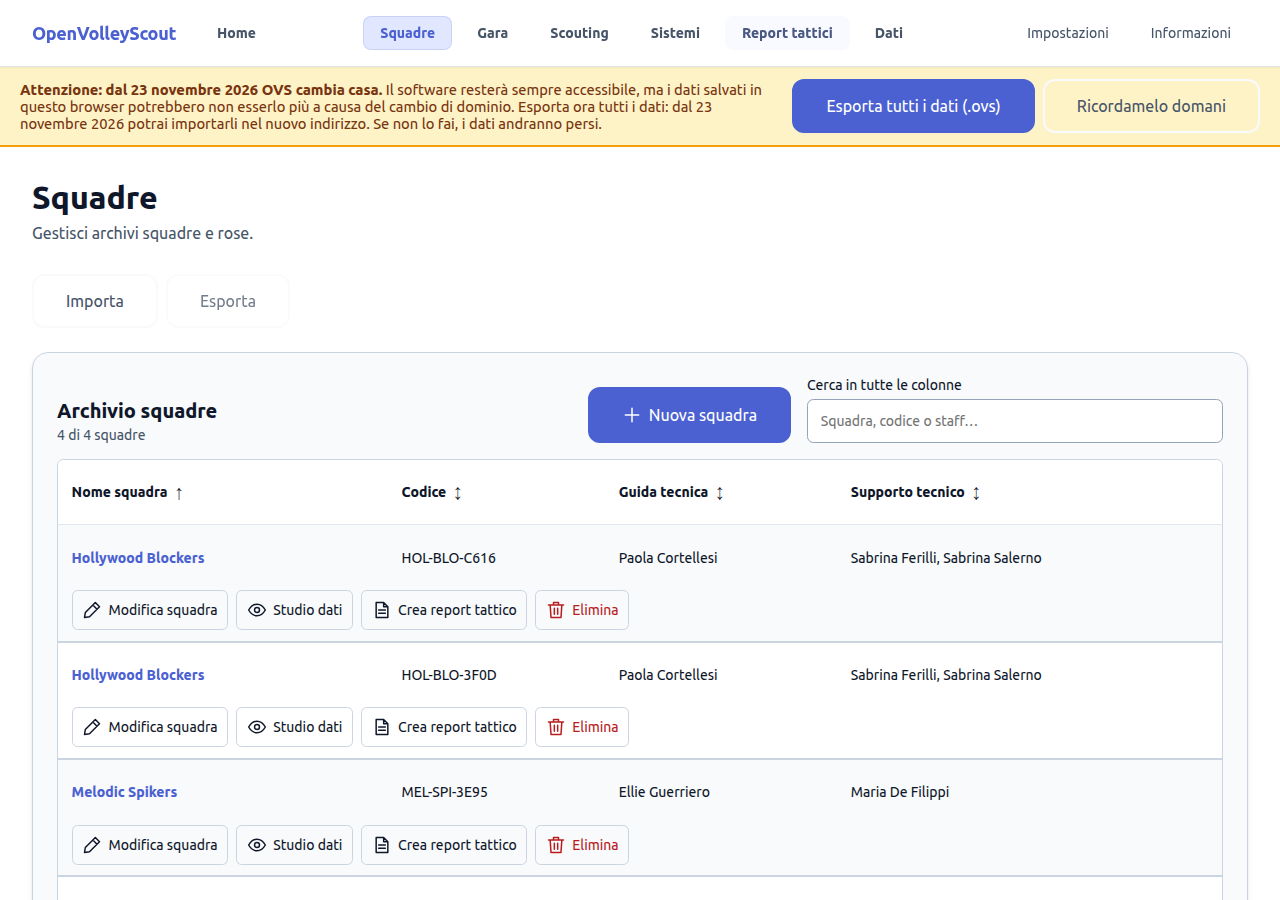 OpenVolleyScout
Home
Squadre
Gara
Scouting
Sistemi
Report tattici
Dati
Impostazioni
Informazioni
Attenzione: dal 23 novembre 2026 OVS cambia casa. Il software resterà sempre accessibile, ma i dati salvati in
questo browser potrebbero non esserlo più a causa del cambio di dominio. Esporta ora tutti i dati: dal 23
novembre 2026 potrai importarli nel nuovo indirizzo. Se non lo fai, i dati andranno persi.
Esporta tutti i dati (.ovs)
Ricordamelo domani
Squadre
Gestisci archivi squadre e rose.
Importa
Esporta
Archivio squadre
4 di 4 squadre
Nuova squadra
Cerca in tutte le colonne
Squadra, codice o staff…
Nome squadra ↑
Codice ↕
Guida tecnica ↕
Supporto tecnico ↕
Hollywood Blockers
HOL-BLO-C616
Paola Cortellesi
Sabrina Ferilli, Sabrina Salerno
Modifica squadra
Studio dati
Crea report tattico
Elimina
Hollywood Blockers
HOL-BLO-3F0D
Paola Cortellesi
Sabrina Ferilli, Sabrina Salerno
Modifica squadra
Studio dati
Crea report tattico
Elimina
Melodic Spikers
MEL-SPI-3E95
Ellie Guerriero
Maria De Filippi
Modifica squadra
Studio dati
Crea report tattico
Elimina